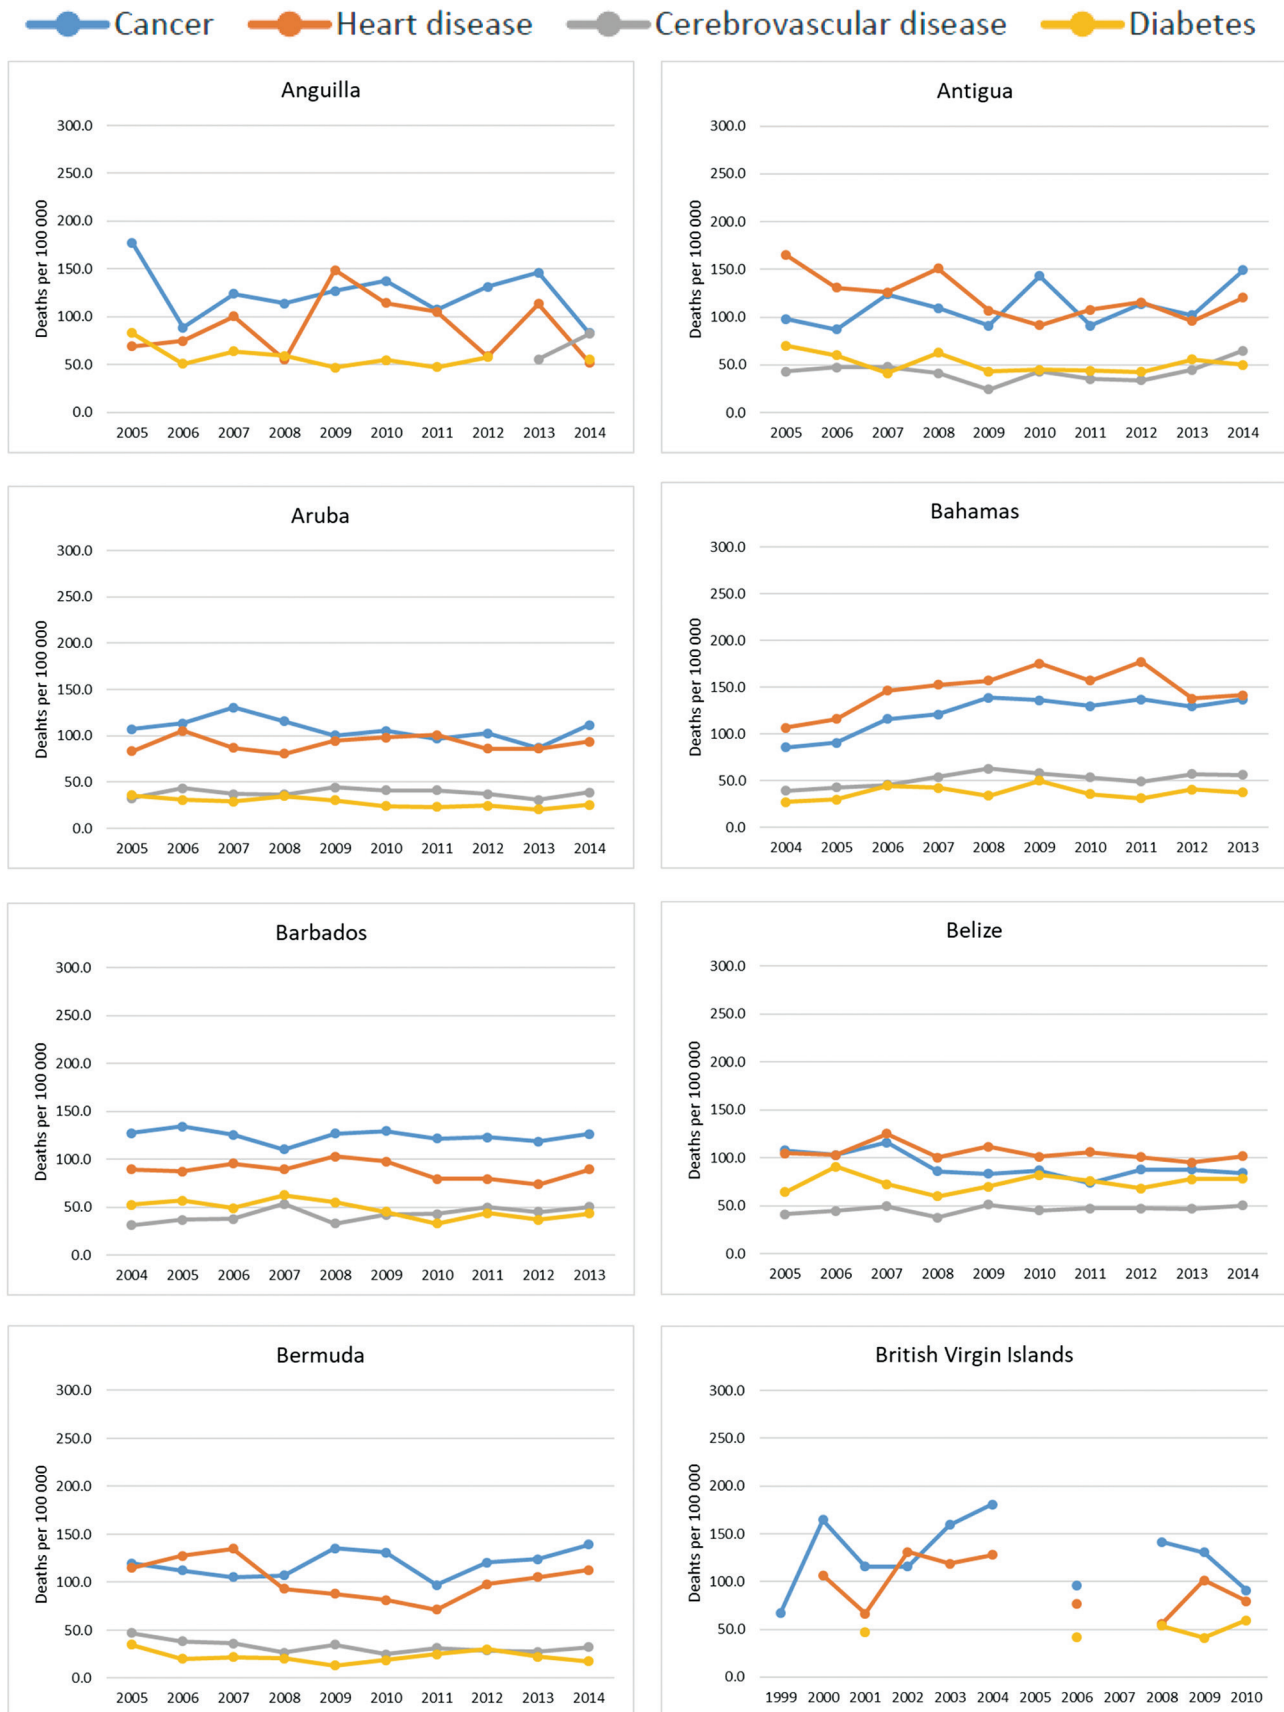 Cancer Heart disease Cerebrovascular disease Diabetes
Anguilla
Deaths per 100 000
300.0
250.0
200.0
150.0
100.0
50.0
0.0
2005 2006 2007 2008 2009 2010 2011 2012 2013 2014
Antigua
Deaths per 100 000
300.0
250.0
200.0
150.0
100.0
50.0
0.0
2005 2006 2007 2008 2009 2010 2011 2012 2013 2014
Aruba
Deahts per 100 000
300.0
250.0
200.0
150.0
100.0
50.0
0.0
2005 2006 2007 2008 2009 2010 2011 2012 2013 2014
Bahamas
Deaths per 100 000
300.0
250.0
200.0
150.0
100.0
50.0
0.0
2004 2005 2006 2007 2008 2009 2010 2011 2012 2013
Barbados
Deaths per 100 000
300.0
250.0
200.0
150.0
100.0
50.0
0.0
2004 2005 2006 2007 2008 2009 2010 2011 2012 2013
Belize
Deaths per 100 000
300.0
250.0
200.0
150.0
100.0
50.0
0.0
2005 2006 2007 2008 2009 2010 2011 2012 2013 2014
Bermuda
Deaths per 100 000
300.0
250.0
200.0
150.0
100.0
50.0
0.0
2005 2006 2007 2008 2009 2010 2011 2012 2013 2014
British Virgin Islands
Deahts per 100 000
300.0
250.0
200.0
150.0
100.0
50.0
0.0
1999 2000 2001 2002 2003 2004 2005 2006 2007 2008 2009 2010